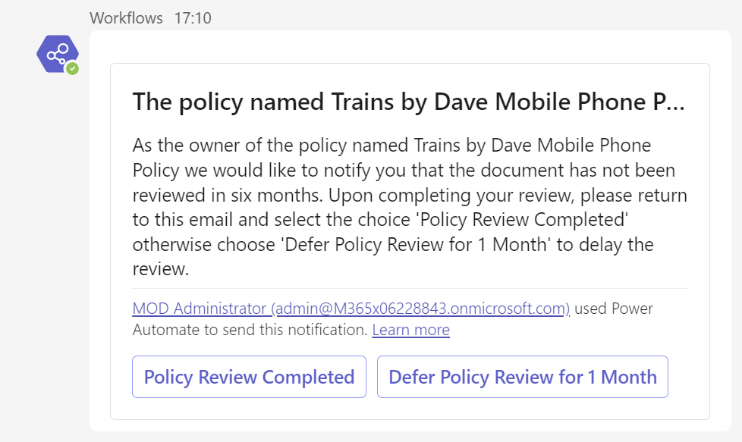 Workflows 17:10
The policy named Trains by Dave Mobile Phone P...
As the owner of the policy named Trains by Dave Mobile Phone
Policy we would like to notify you that the document has not been
reviewed in six months. Upon completing your review, please return
to this email and select the choice 'Policy Review Completed'
otherwise choose 'Defer Policy Review for 1 Month' to delay the
review.
MOD Administrator (admin@M365x06228843.onmicrosoft.com) used Power
Automate to send this notification. Learn more
Policy Review Completed Defer Policy Review for 1 Month